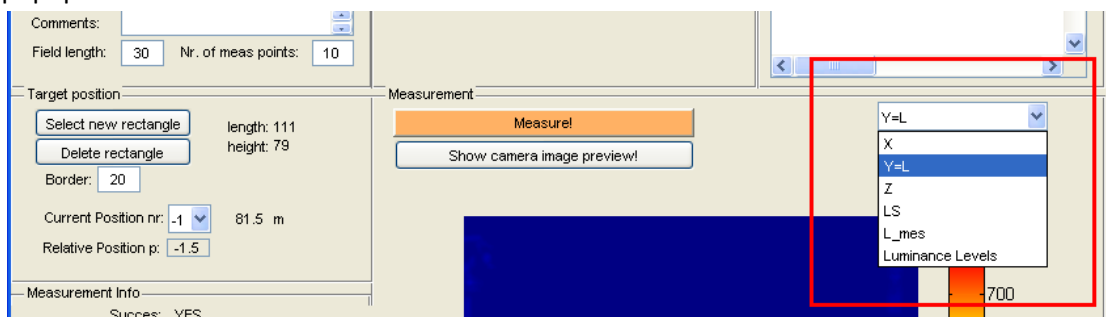 Comments:
Field length: 30 Nr. of meas points: 10
Target position
Select new rectangle
length: 111
Delete rectangle
height: 79
Border: 20
Current Position nr: -1 81.5 m
Relative Position p: -1.5
Measurement Info
Succes: YES
Measurement
Measure!
Show camera image preview!
Y=L
X
Y=L
Z
LS
L_mes
Luminance Levels
700